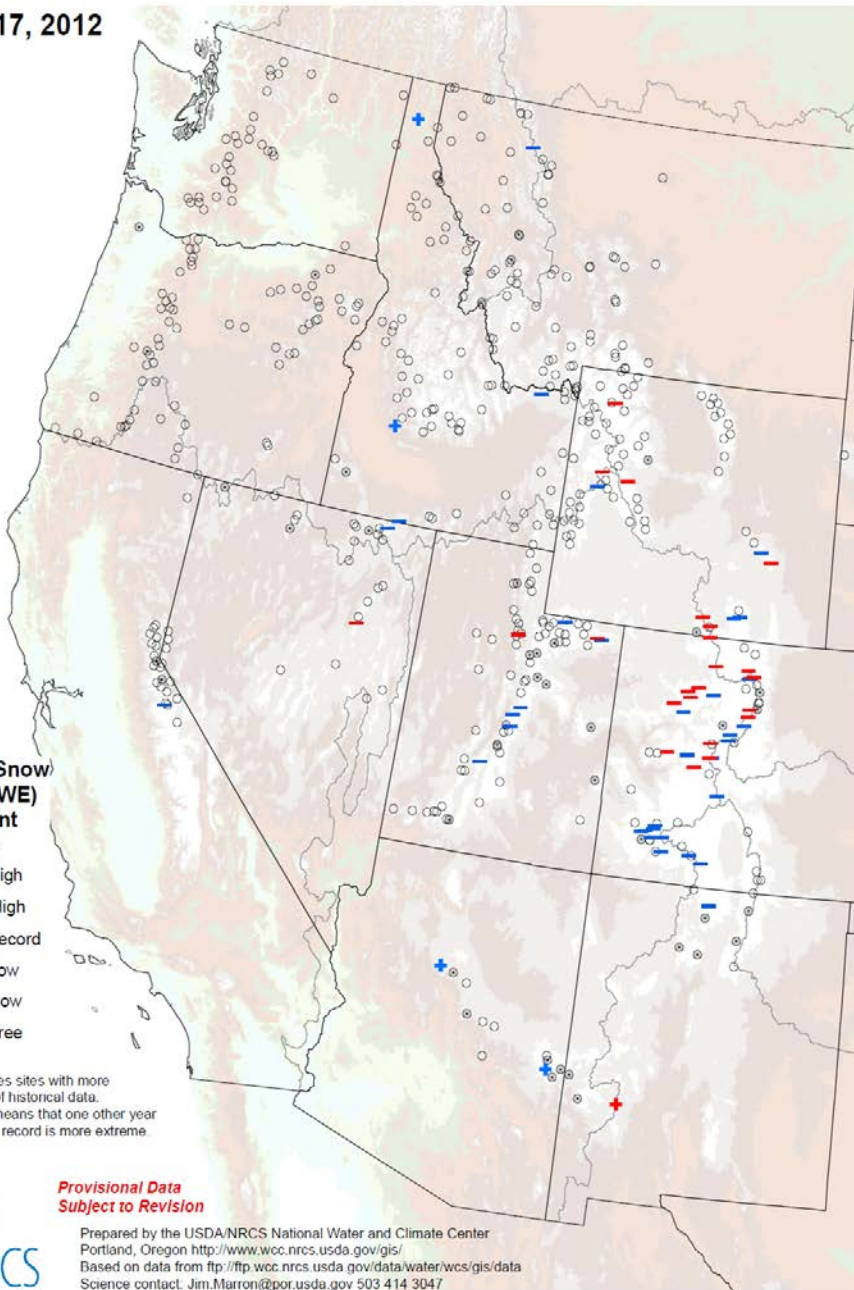 17, 2012
Snow
WE)
nt
igh
High
ecord
ow
ow
ree
es sites with more
of historical data.
means that one other year
record is more extreme.
Provisional Data
Subject to Revision
Prepared by the USDA/NRCS National Water and Climate Center
Portland, Oregon http://www.wcc.nrcs.usda.gov/gis/
Based on data from ftp://ftp.wcc.nrcs.usda.gov/data/water/wcs/gis/data
Science contact: Jim.Marron@por.usda.gov 503 414 3047
CS